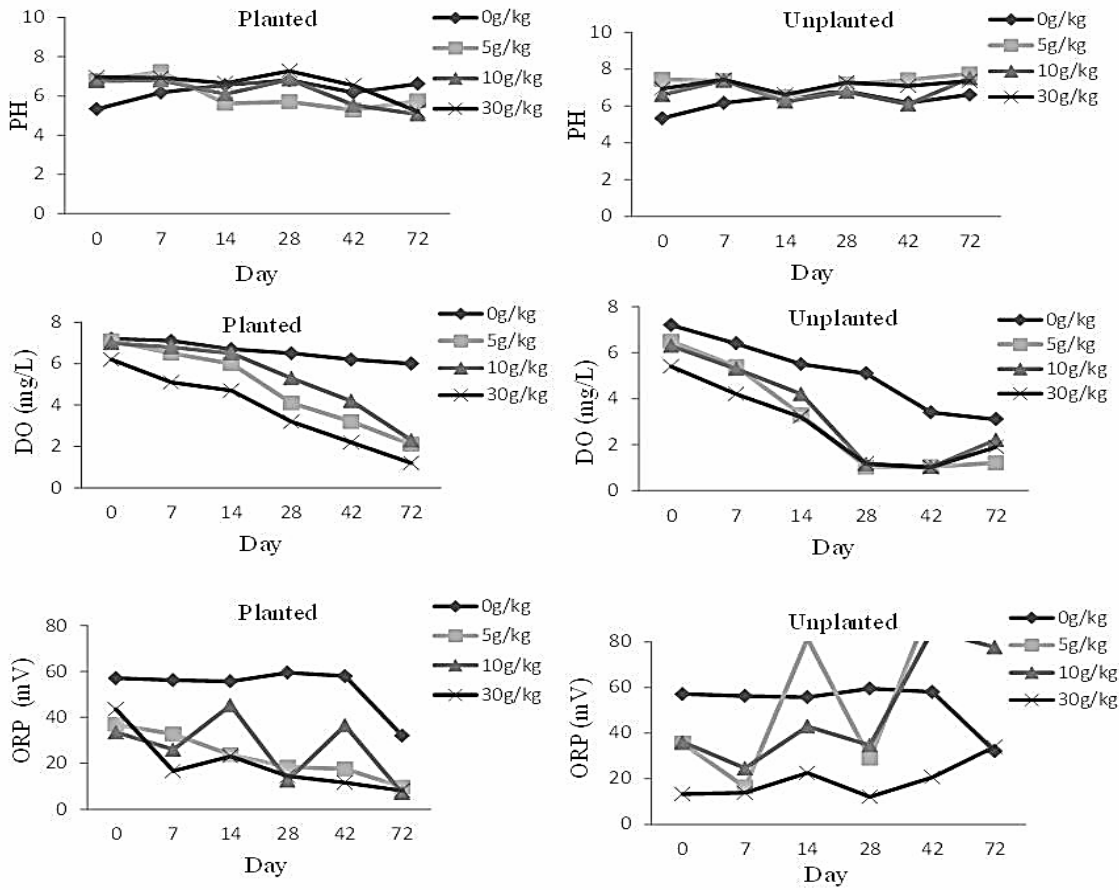 Planted
10
8
6
4
2
0
PH
0 7 14 28 42 72
Day
0g/kg
5g/kg
10g/kg
30g/kg
Unplanted
10
8
6
4
2
0
PH
0 7 14 28 42 72
Day
0g/kg
5g/kg
10g/kg
30g/kg
Planted
8
6
4
2
0
DO (mg/L)
0 7 14 28 42 72
Day
0g/kg
5g/kg
10g/kg
30g/kg
Unplanted
8
6
4
2
0
DO (mg/L)
0 7 14 28 42 72
Day
0g/kg
5g/kg
10g/kg
30g/kg
Planted
80
60
40
20
0
ORP (mV)
0 7 14 28 42 72
Day
0g/kg
5g/kg
10g/kg
30g/kg
Unplanted
80
60
40
20
0
ORP (mV)
0 7 14 28 42 72
Day
0g/kg
5g/kg
10g/kg
30g/kg